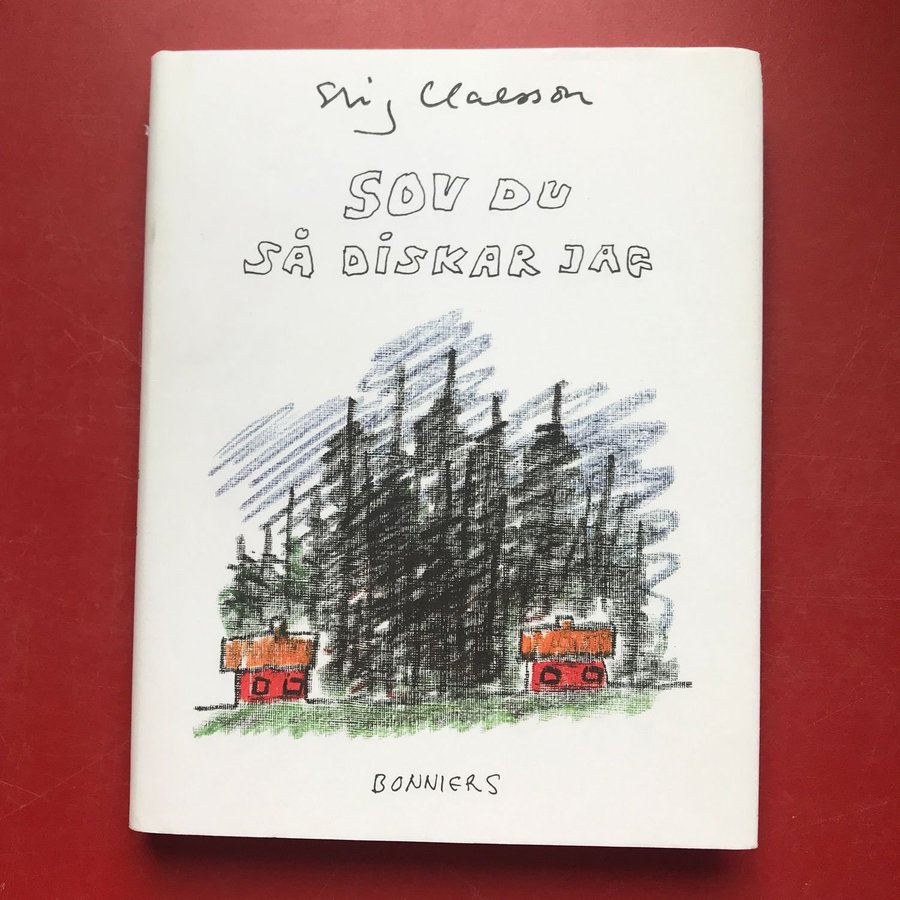 Stig Claesson
SOV DU
SÅ DISKAR JAG
BONNIERS